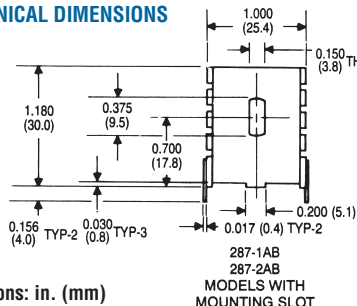 NICAL DIMENSIONS
1.000
(25.4)
0.150
(3.8)
1.180
(30.0)
0.375
(9.5)
0.700
(17.8)
0.156
(4.0) TYP-2
0.030
(0.8) TYP-3
0.200 (5.1)
0.017 (0.4) TYP-2
287-1AB
287-2AB
MODELS WITH
MOUNTING SLOT
ons: in. (mm)